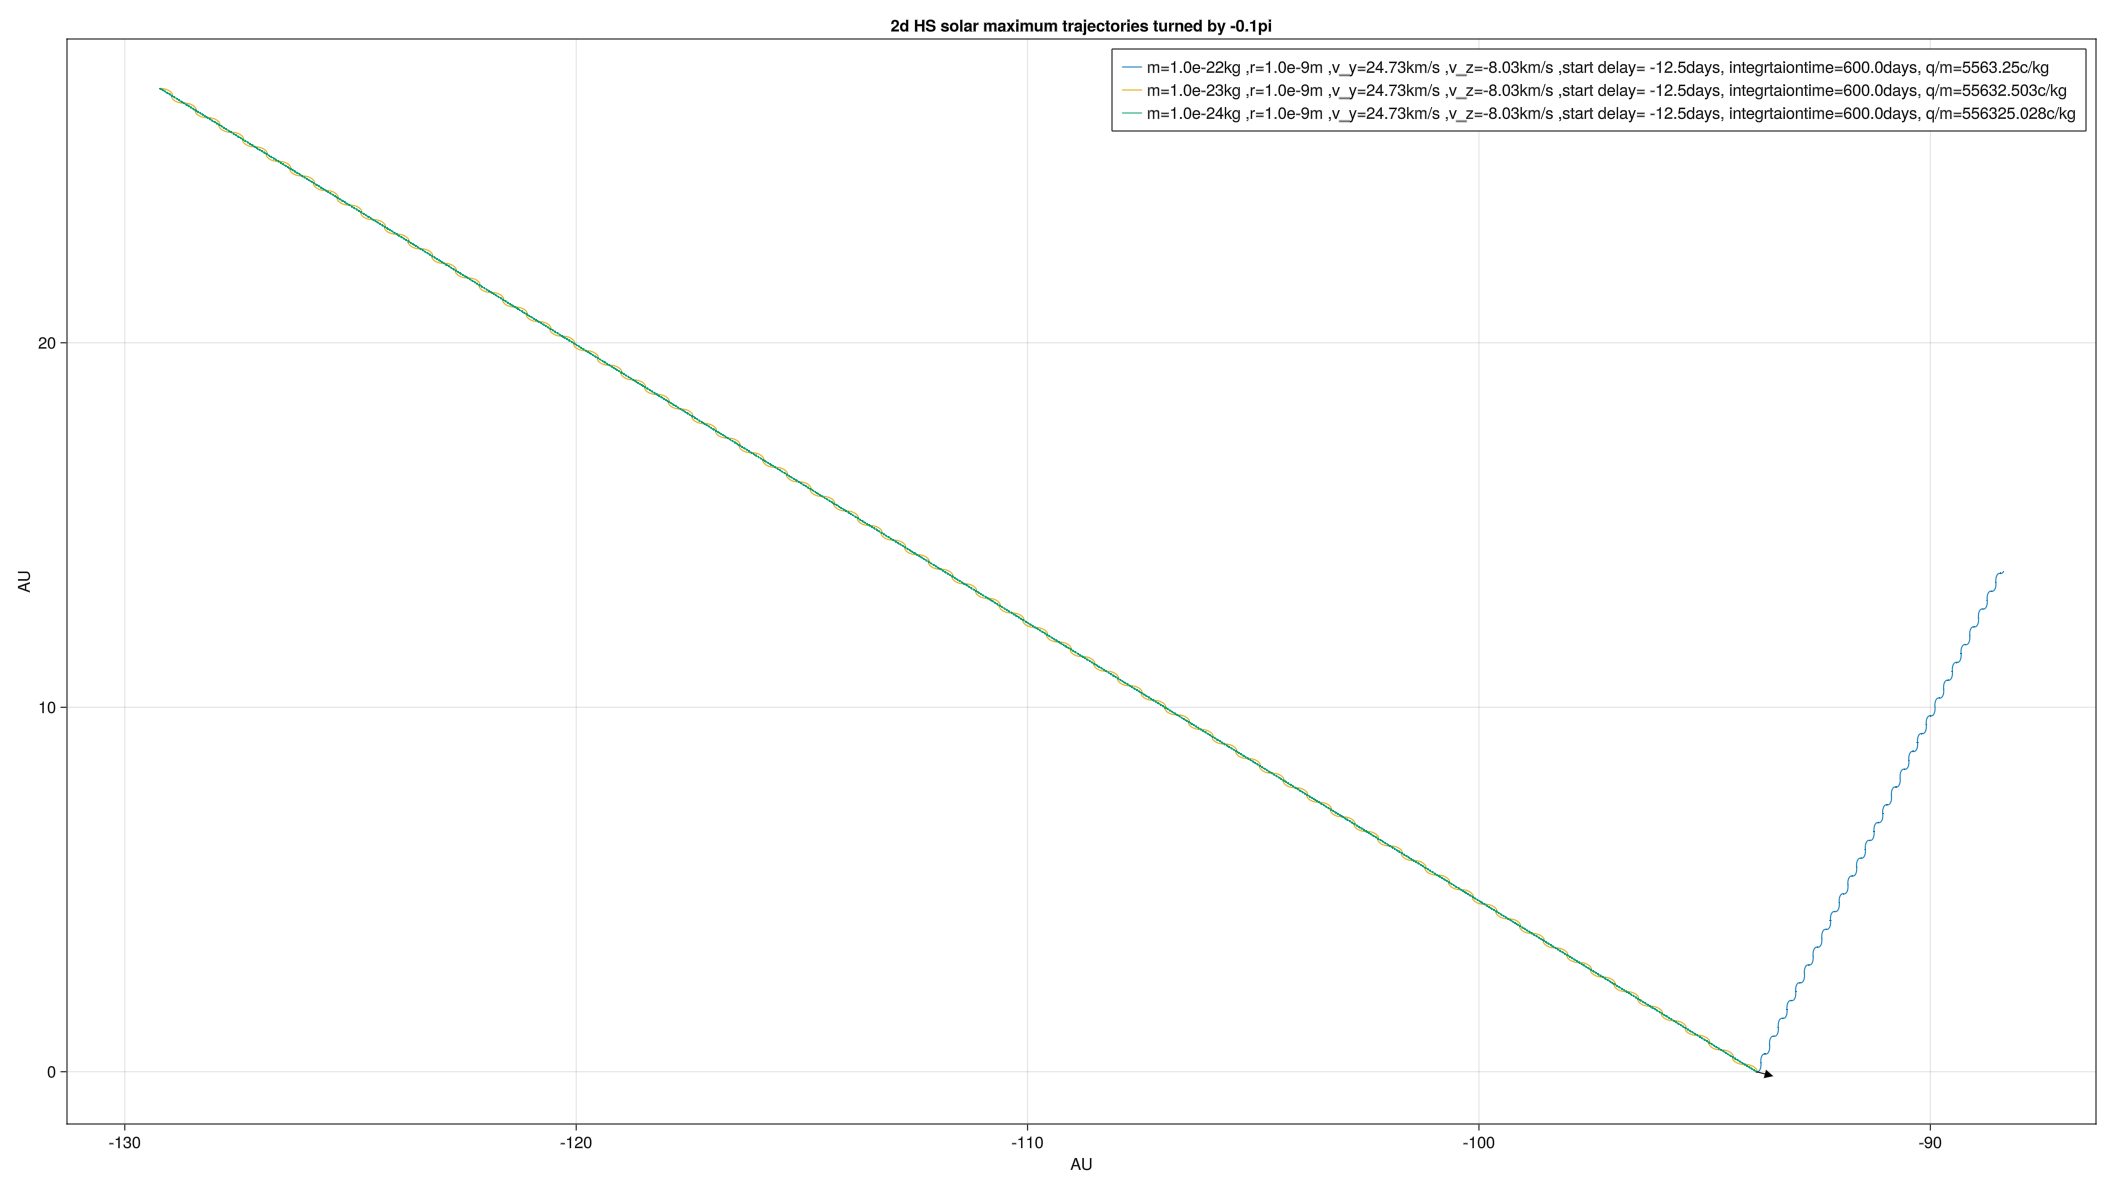 2d HS solar maximum trajectories turned by -0.1pi
m=1.0e-22kg ,r=1.0e-9m ,v_y=24.73km/s ,v_z=-8.03km/s ,start delay= -12.5days, integrtaiontime=600.0days, q/m=5563.25c/kg
m=1.0e-23kg ,r=1.0e-9m ,v_y=24.73km/s ,v_z=-8.03km/s ,start delay= -12.5days, integrtaiontime=600.0days, q/m=55632.503c/kg
m=1.0e-24kg ,r=1.0e-9m ,v_y=24.73km/s ,v_z=-8.03km/s ,start delay= -12.5days, integrtaiontime=600.0days, q/m=556325.028c/kg
20
AU
10
0
-130 -120 -110 -100 -90
AU